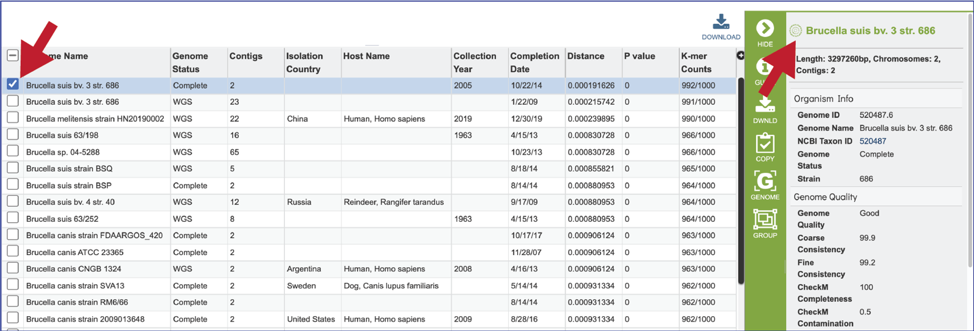 DOWNLOAD
Name Genome Status Contigs Isolation Country Host Name Collection Year Completion Date Distance P value K-mer Counts
Brucella suis bv. 3 str. 686 Complete 2 2005 10/22/14 0.000191626 0 992/1000
Brucella suis bv. 3 str. 686 WGS 23 1/22/09 0.000215742 0 991/1000
Brucella melitensis strain HN20190002 WGS 22 China Human, Homo sapiens 2019 12/30/19 0.000239895 0 990/1000
Brucella suis 63/198 WGS 16 1963 4/15/13 0.000830728 0 966/1000
Brucella sp. 04-5288 WGS 65 10/23/13 0.000830728 0 966/1000
Brucella suis strain BSQ WGS 5 8/18/14 0.000855821 0 965/1000
Brucella suis strain BSP Complete 2 8/14/14 0.000880953 0 964/1000
Brucella suis bv. 4 str. 40 WGS 12 Russia Reindeer, Rangifer tarandus 9/17/09 0.000880953 0 964/1000
Brucella suis 63/252 WGS 8 1963 4/15/13 0.000880953 0 964/1000
Brucella canis strain FDAARGOS_420 Complete 2 10/17/17 0.000906124 0 963/1000
Brucella canis ATCC 23365 Complete 2 11/28/07 0.000906124 0 963/1000
Brucella canis CNGB 1324 WGS 2 Argentina Human, Homo sapiens 2008 4/16/13 0.000906124 0 963/1000
Brucella canis strain SVA13 Complete 2 Sweden Dog, Canis lupus familiaris 5/14/14 0.000931334 0 962/1000
Brucella canis strain RM6/66 Complete 2 8/14/14 0.000931334 0 962/1000
Brucella canis strain 2009013648 Complete 2 United States Human, Homo sapiens 2009 8/28/16 0.000931334 0 962/1000
HIDE
DWNLD
COPY
GENOME
GROUP
Brucella suis bv. 3 str. 686
Length: 3297260bp, Chromosomes: 2,
Contigs: 2
Organism Info
Genome ID 520487.6
Genome Name Brucella suis bv. 3 str. 686
NCBI Taxon ID 520487
Genome Status Complete
Strain 686
Genome Quality
Genome Quality Good
Coarse Consistency 99.9
Fine Consistency 99.2
CheckM Completeness 100
CheckM Contamination 0.5